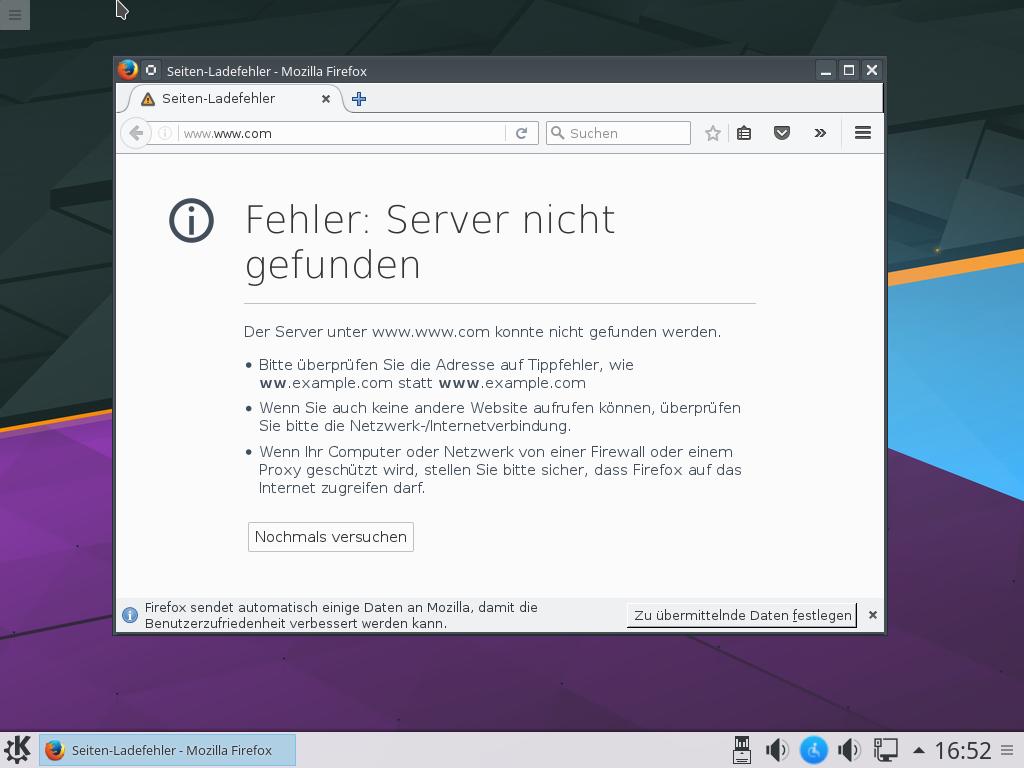 Seiten-Ladefehler - Mozilla Firefox
Seiten-Ladefehler
www.www.com
Suchen
Fehler: Server nicht
gefunden
Der Server unter www.www.com konnte nicht gefunden werden.
• Bitte überprüfen Sie die Adresse auf Tippfehler, wie
ww.example.com statt www.example.com
• Wenn Sie auch keine andere Website aufrufen können, überprüfen
Sie bitte die Netzwerk-/Internetverbindung.
• Wenn Ihr Computer oder Netzwerk von einer Firewall oder einem
Proxy geschützt wird, stellen Sie bitte sicher, dass Firefox auf das
Internet zugreifen darf.
Nochmals versuchen
Firefox sendet automatisch einige Daten an Mozilla, damit die
Benutzerzufriedenheit verbessert werden kann.
Zu übermittelnde Daten festlegen
Seiten-Ladefehler - Mozilla Firefox
16:52